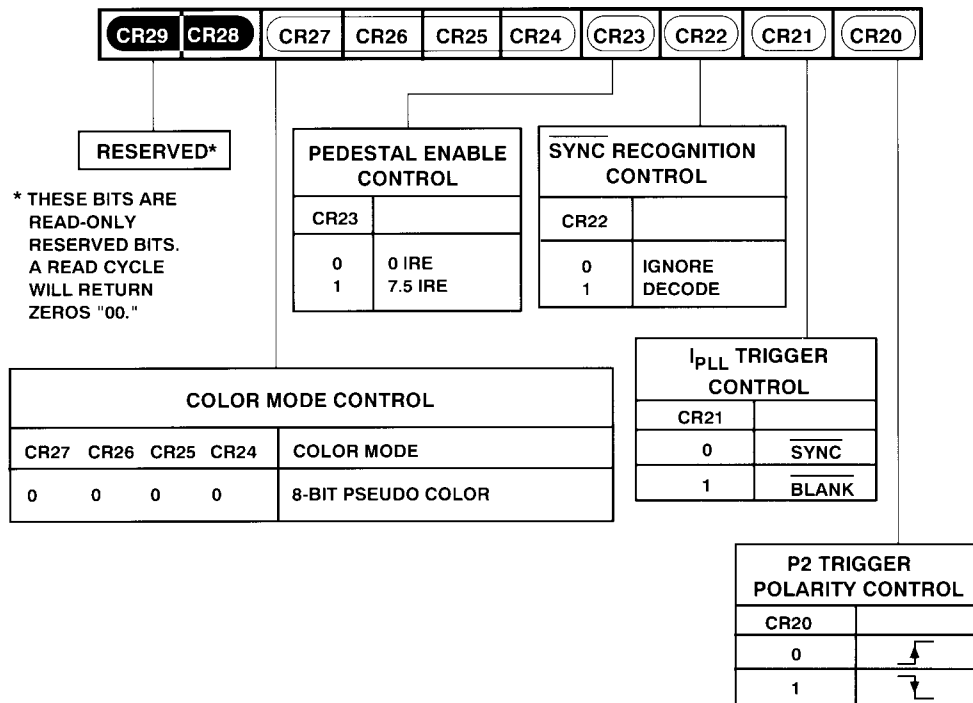 CR29 CR28 CR27 CR26 CR25 CR24 CR23 CR22 CR21 CR20
RESERVED*
* THESE BITS ARE
READ-ONLY
RESERVED BITS.
A READ CYCLE
WILL RETURN
ZEROS "00."
PEDESTAL ENABLE
CONTROL
CR23
0 0 IRE
1 7.5 IRE
SYNC RECOGNITION
CONTROL
CR22
0 IGNORE
1 DECODE
COLOR MODE CONTROL
CR27 CR26 CR25 CR24 COLOR MODE
0 0 0 0 8-BIT PSEUDO COLOR
IPLL TRIGGER
CONTROL
CR21
0 SYNC
1 BLANK
P2 TRIGGER
POLARITY CONTROL
CR20
0
1